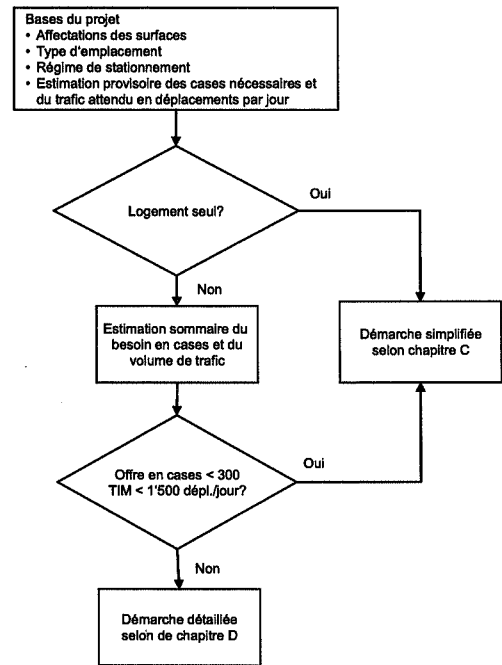 Bases du projet
• Affectations des surfaces
• Type d'emplacement
• Régime de stationnement
• Estimation provisoire des cases nécessaires et
du trafic attendu en déplacements par jour
Logement seul?
Oui
Non
Estimation sommaire du
besoin en cases et du
volume de trafic
Démarche simplifiée
selon chapitre C
Offre en cases < 300
TIM < 1'500 dépl./jour?
Oui
Non
Démarche détaillée
selon de chapitre D